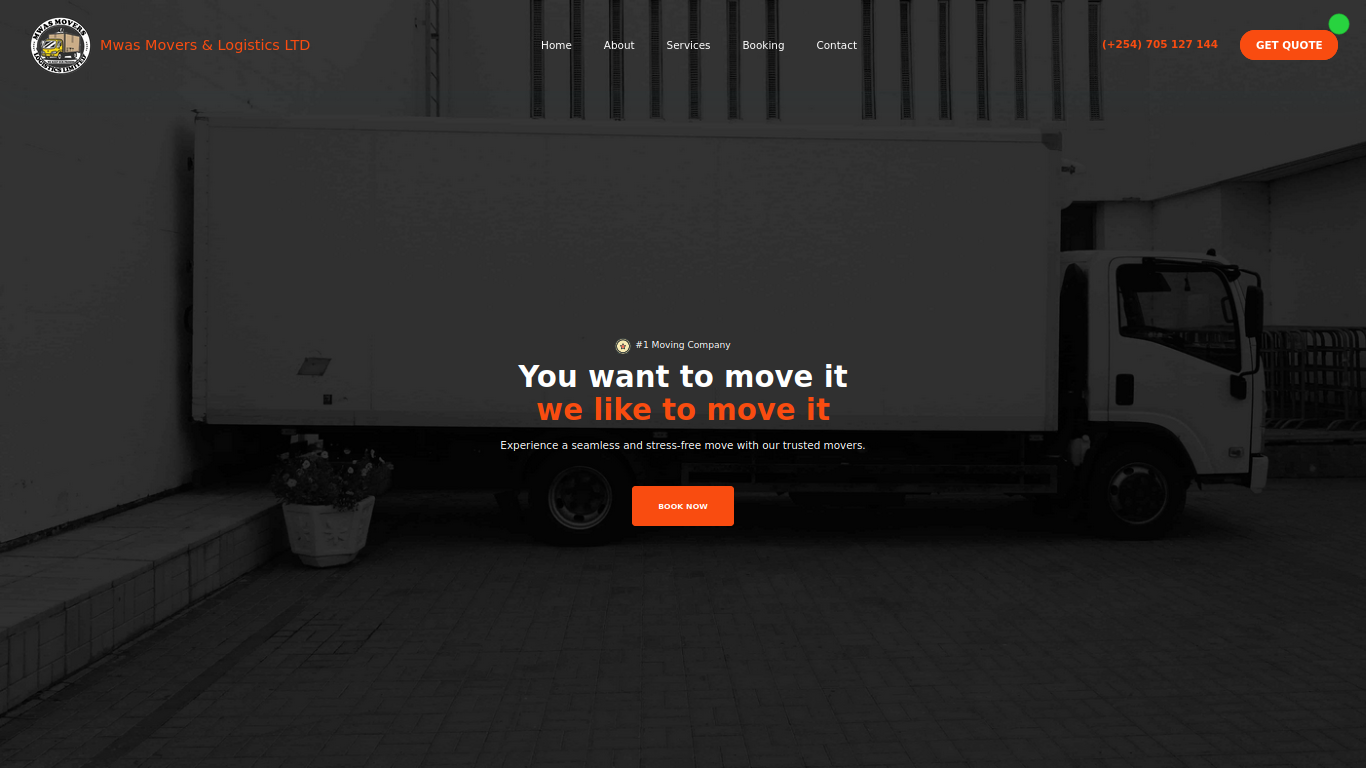 MWAS MOVERS
LOGISTICS LIMITED
Mwas Movers & Logistics LTD
Home
About
Services
Booking
Contact
(+254) 705 127 144
GET QUOTE
#1 Moving Company
You want to move it
we like to move it
Experience a seamless and stress-free move with our trusted movers.
BOOK NOW